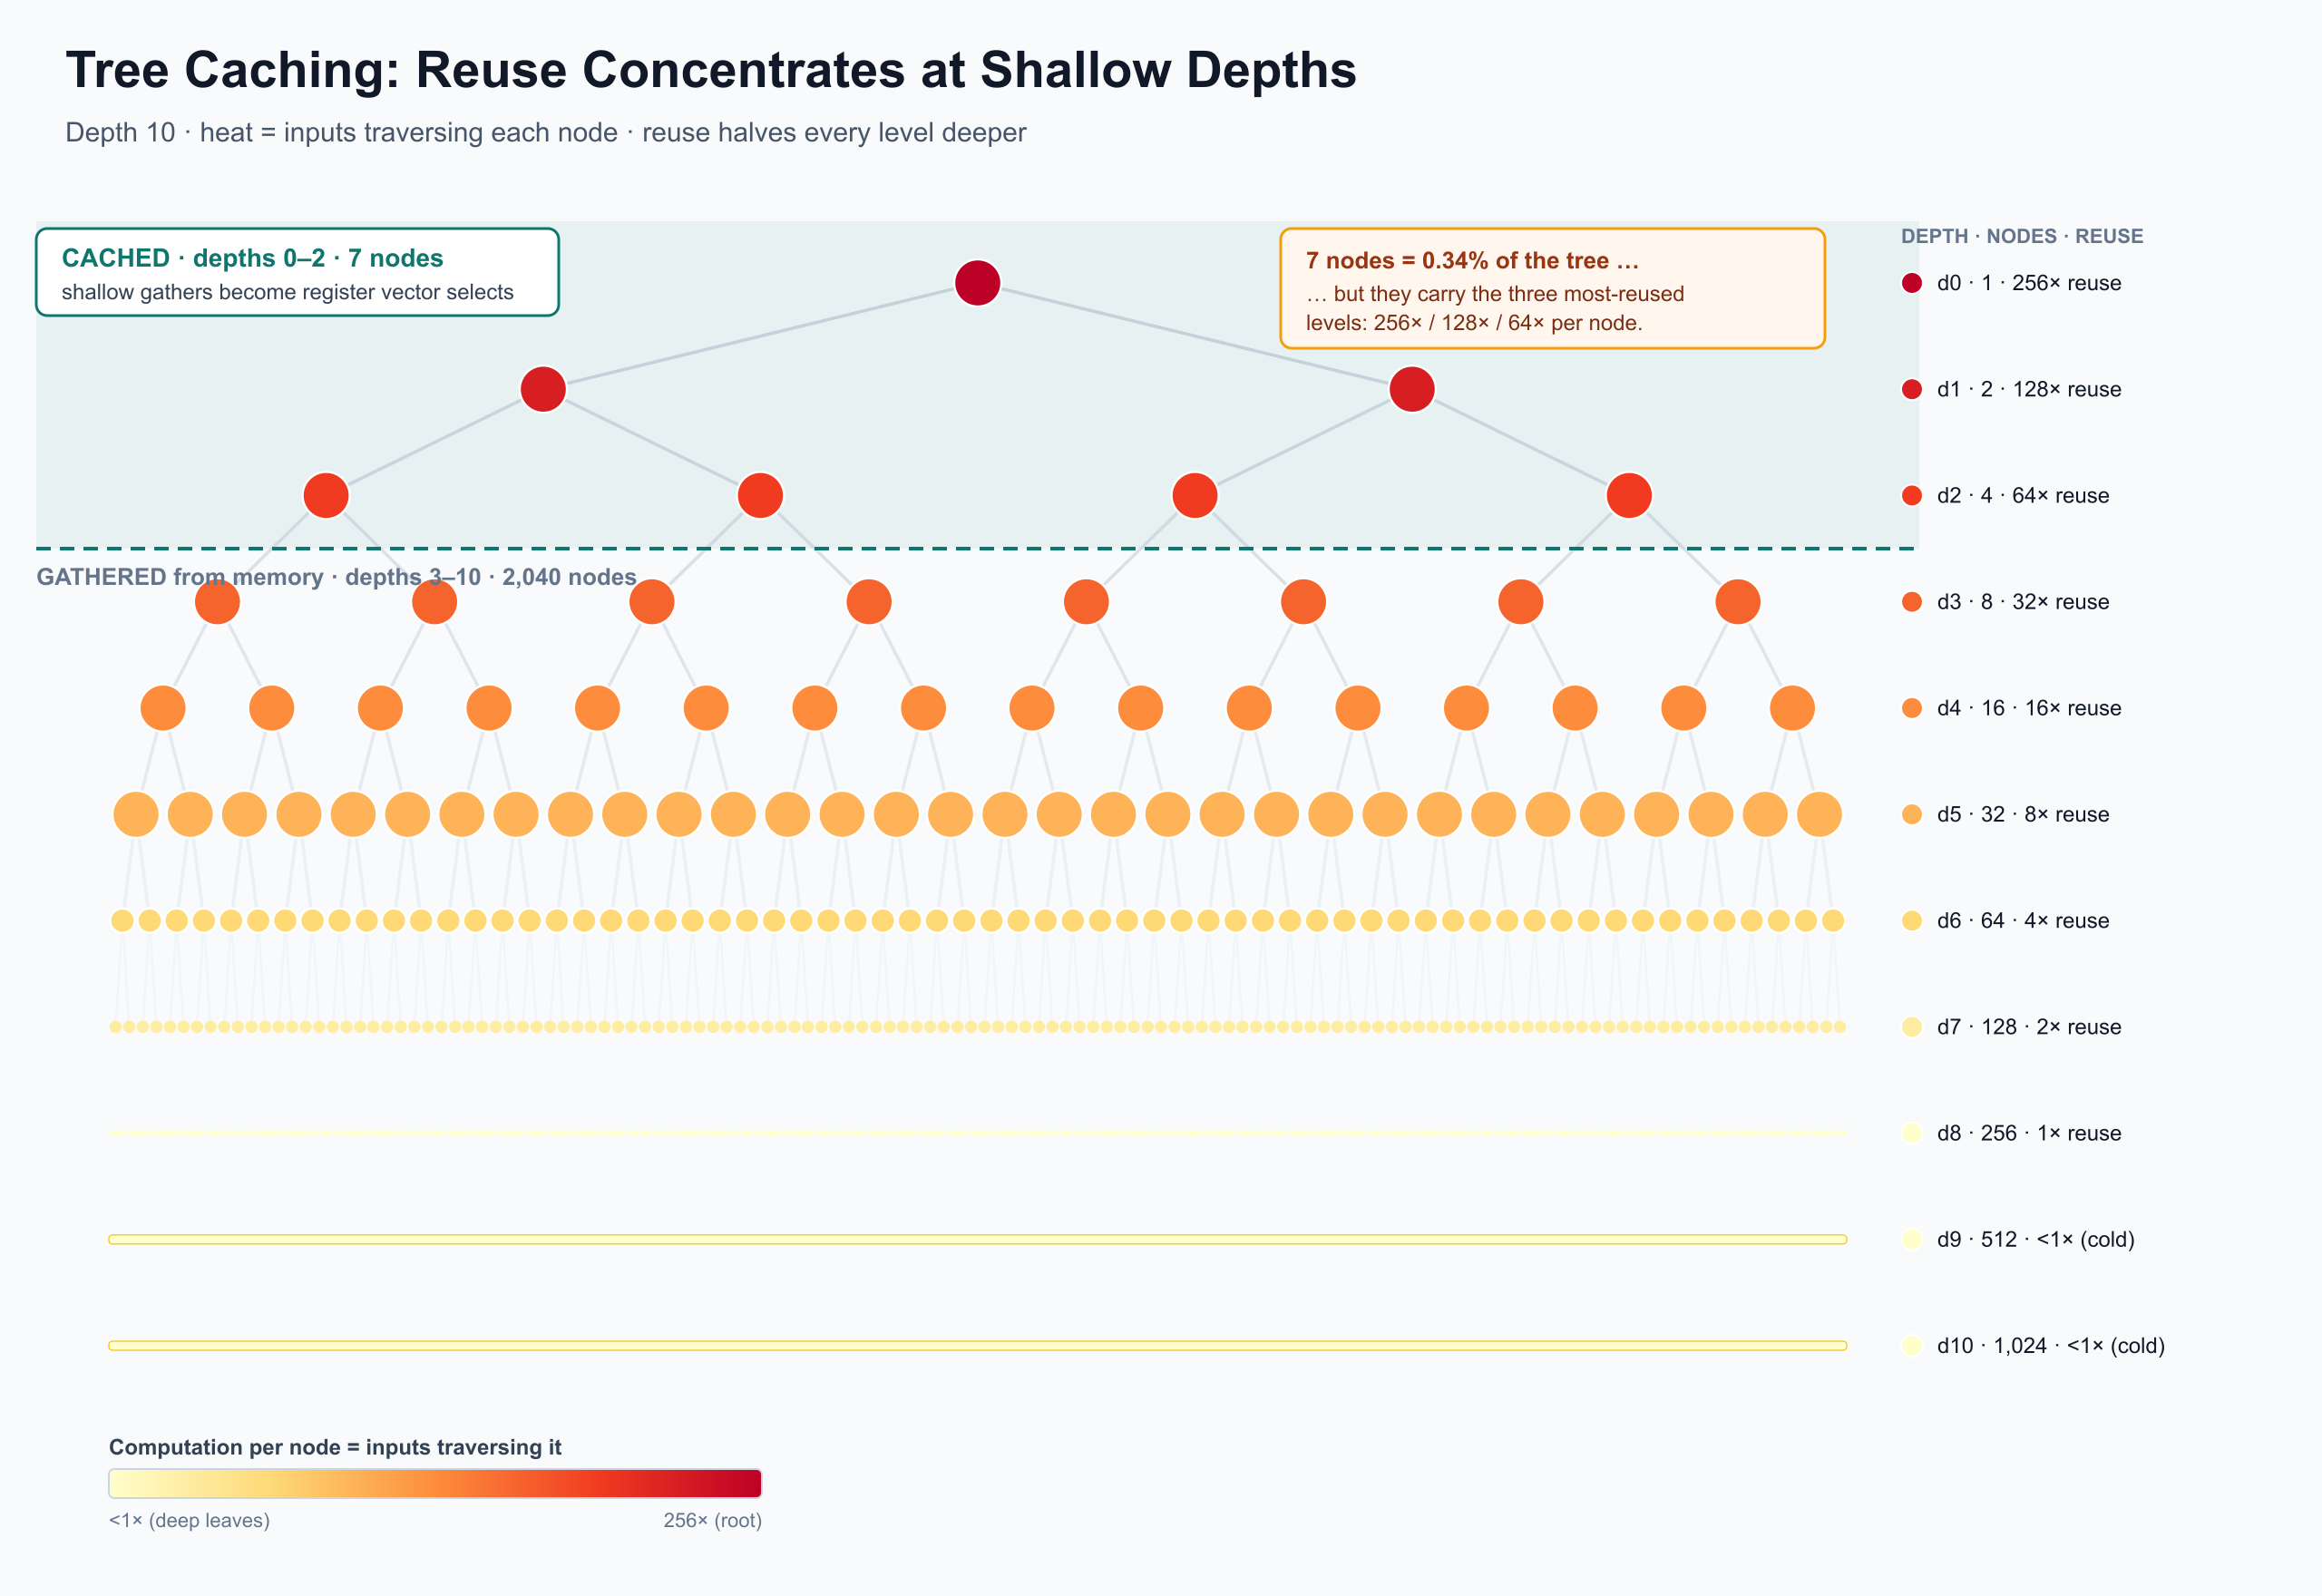 Tree Caching: Reuse Concentrates at Shallow Depths
Depth 10 · heat = inputs traversing each node · reuse halves every level deeper
CACHED · depths 0–2 · 7 nodes
shallow gathers become register vector selects
7 nodes = 0.34% of the tree …
… but they carry the three most-reused
levels: 256× / 128× / 64× per node.
DEPTH · NODES · REUSE
d0 · 1 · 256× reuse
d1 · 2 · 128× reuse
d2 · 4 · 64× reuse
GATHERED from memory · depths 3–10 · 2,040 nodes
d3 · 8 · 32× reuse
d4 · 16 · 16× reuse
d5 · 32 · 8× reuse
d6 · 64 · 4× reuse
d7 · 128 · 2× reuse
d8 · 256 · 1× reuse
d9 · 512 · <1× (cold)
d10 · 1,024 · <1× (cold)
Computation per node = inputs traversing it
<1× (deep leaves)
256× (root)